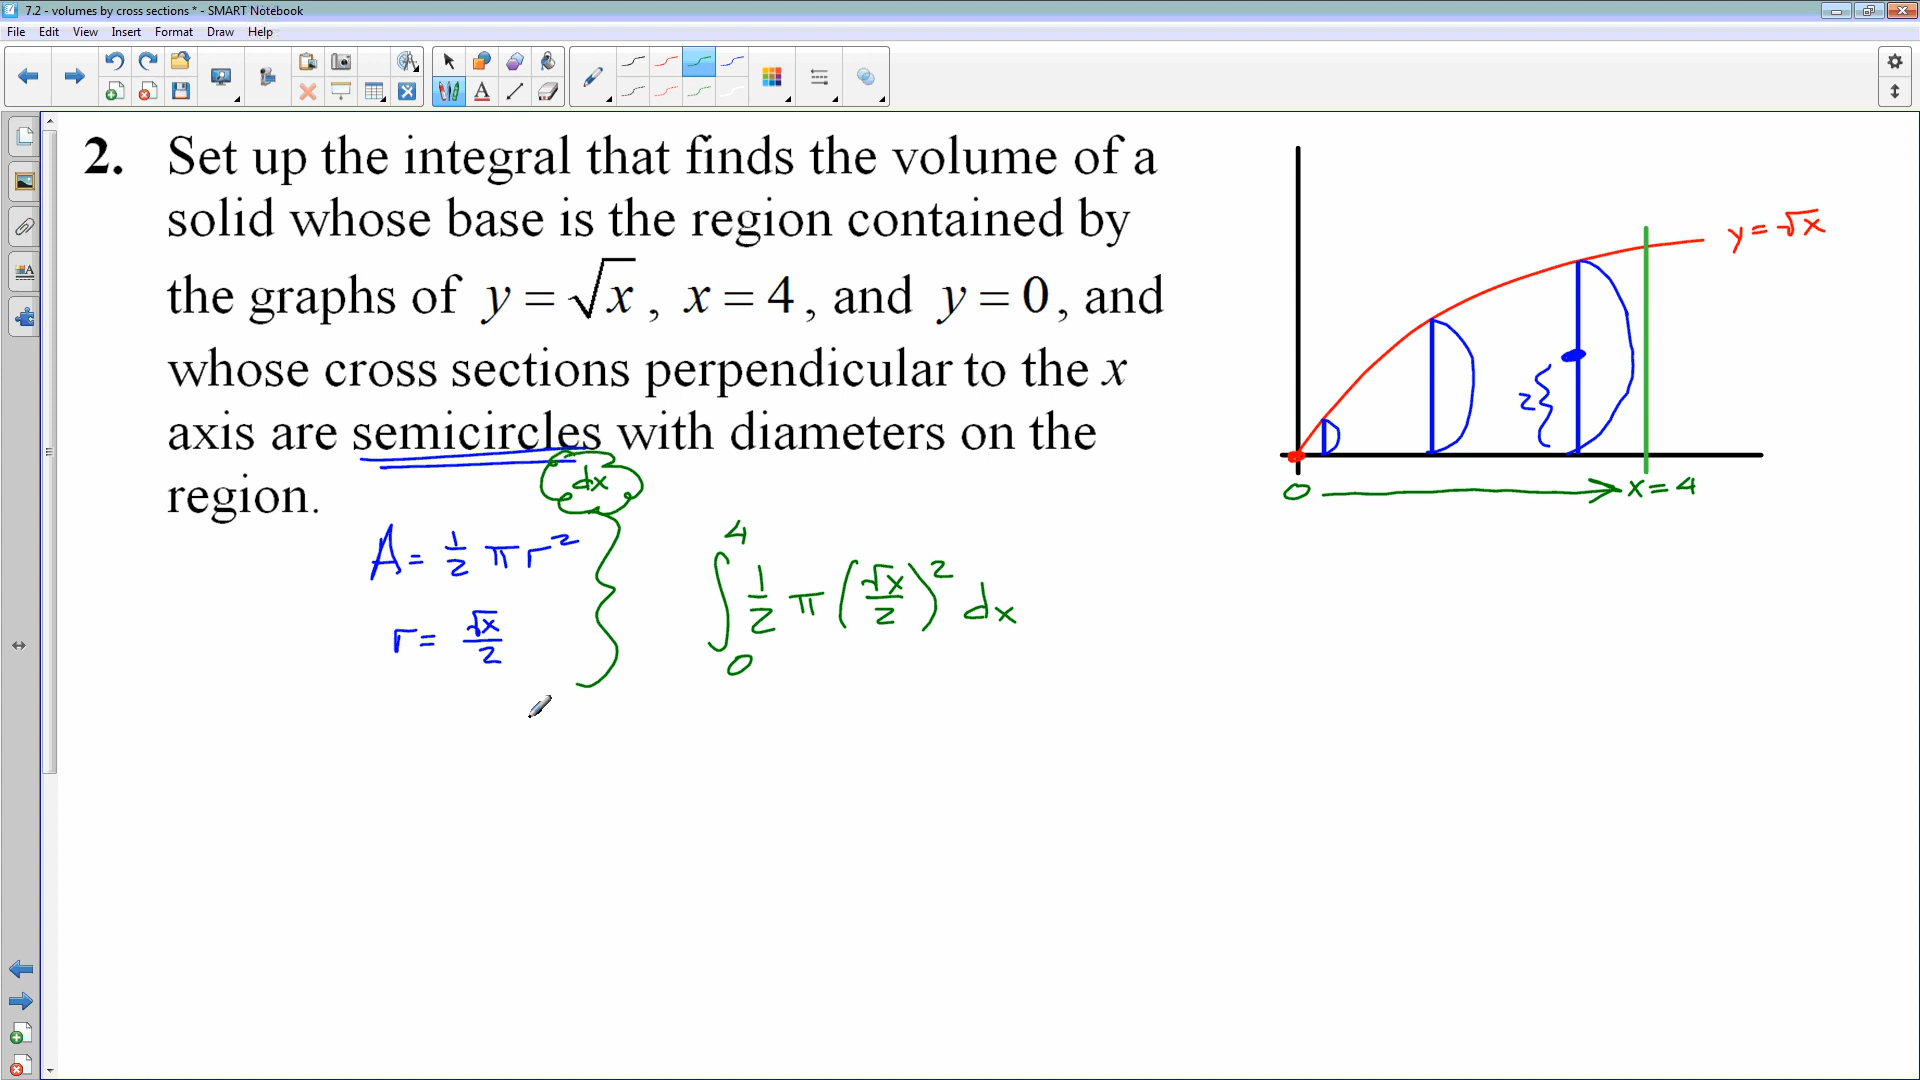 7.2 - volumes by cross sections * - SMART Notebook
File Edit View Insert Format Draw Help
2. Set up the integral that finds the volume of a
solid whose base is the region contained by
the graphs of y = √x, x = 4, and y = 0, and
whose cross sections perpendicular to the x
axis are semicircles with diameters on the
region.
dx
A = 1/2 π r²
r = √x/2
∫₀⁴ 1/2 π (√x/2)² dx
y = √x
2
0
x = 4